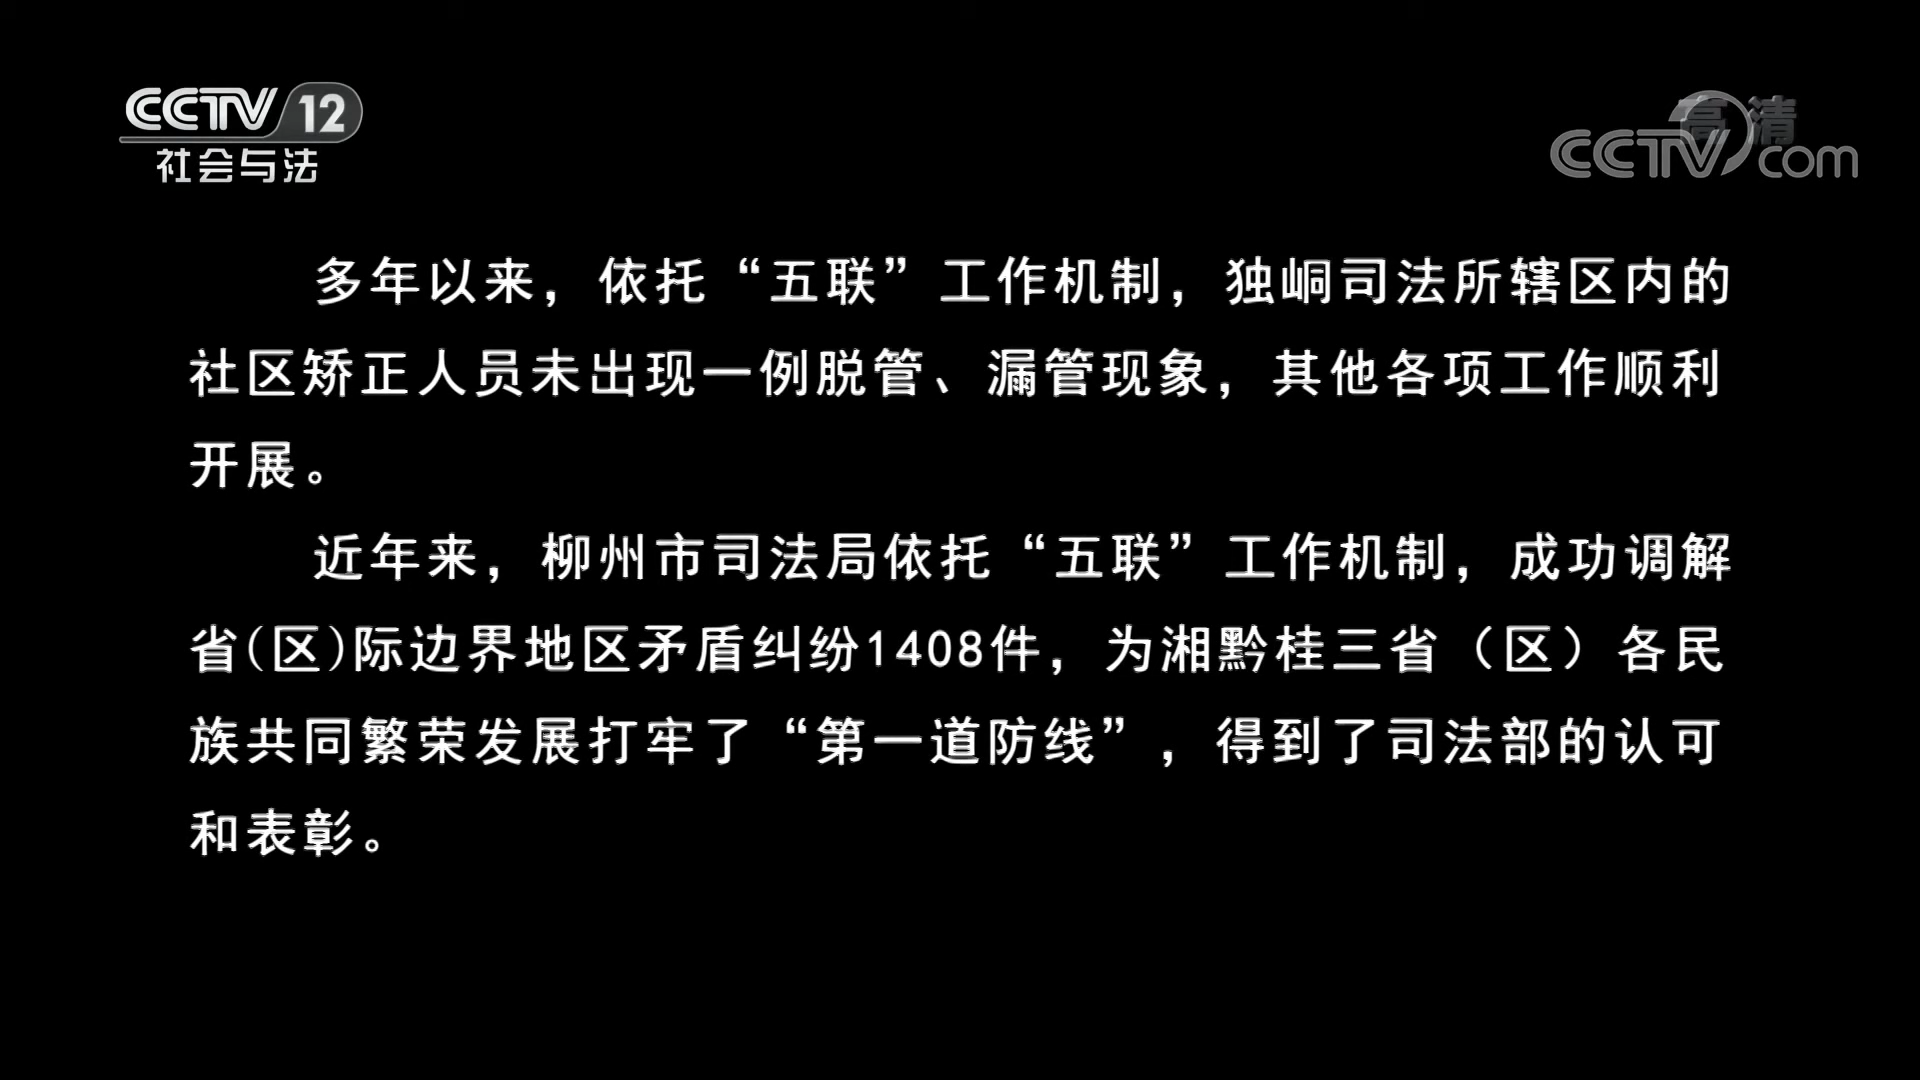 CCTV 12
社会与法
高清
CCTV com
多年以来，依托“五联”工作机制，独峒司法所辖区内的
社区矫正人员未出现一例脱管、漏管现象，其他各项工作顺利
开展。
近年来，柳州市司法局依托“五联”工作机制，成功调解
省(区)际边界地区矛盾纠纷1408件，为湘黔桂三省（区）各民
族共同繁荣发展打牢了“第一道防线”，得到了司法部的认可
和表彰。